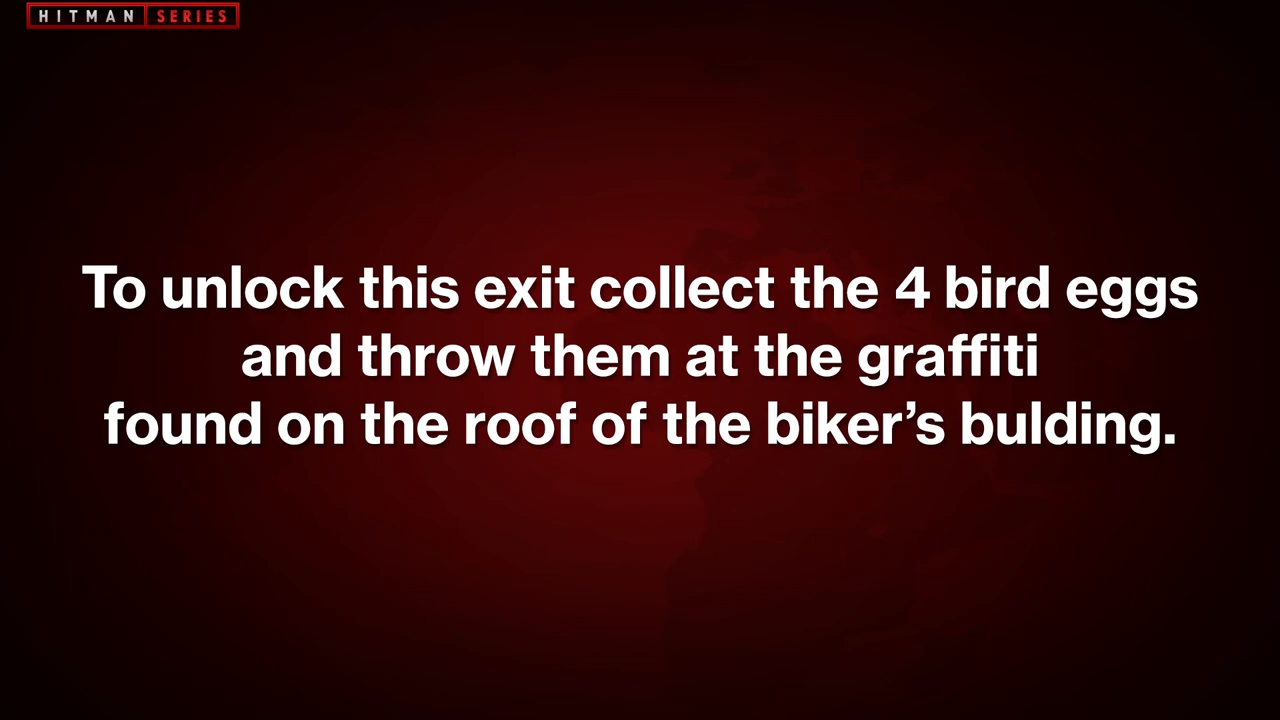 HITMAN SERIES
To unlock this exit collect the 4 bird eggs
and throw them at the graffiti
found on the roof of the biker’s bulding.